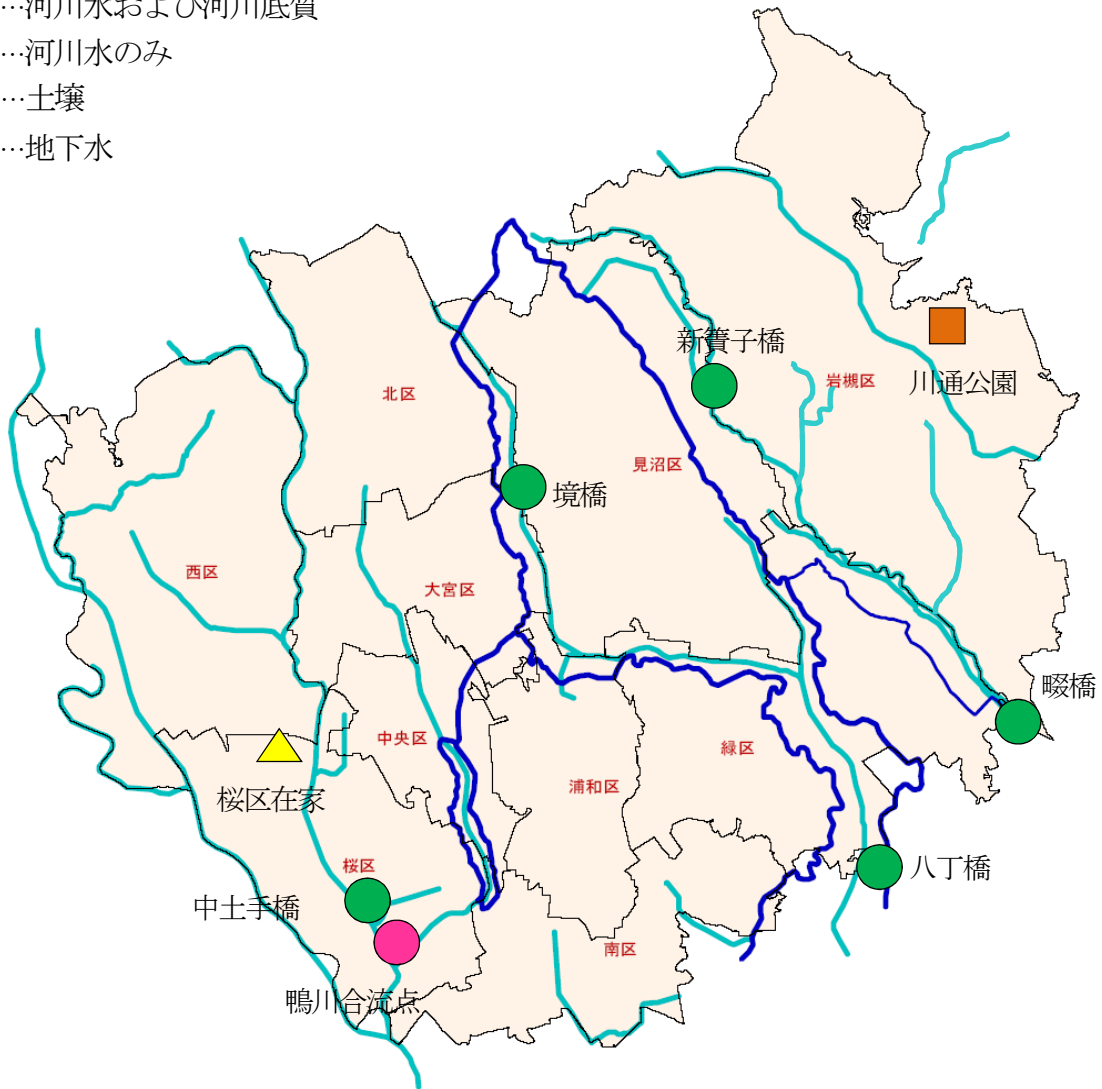 …河川水および河川底質
…河川水のみ
…土壌
…地下水
新簀子橋
岩槻区
川通公園
北区
見沼区
境橋
西区
大宮区
畷橋
中央区
緑区
浦和区
桜区在家
桜区
八丁橋
中土手橋
南区
鴨川合流点